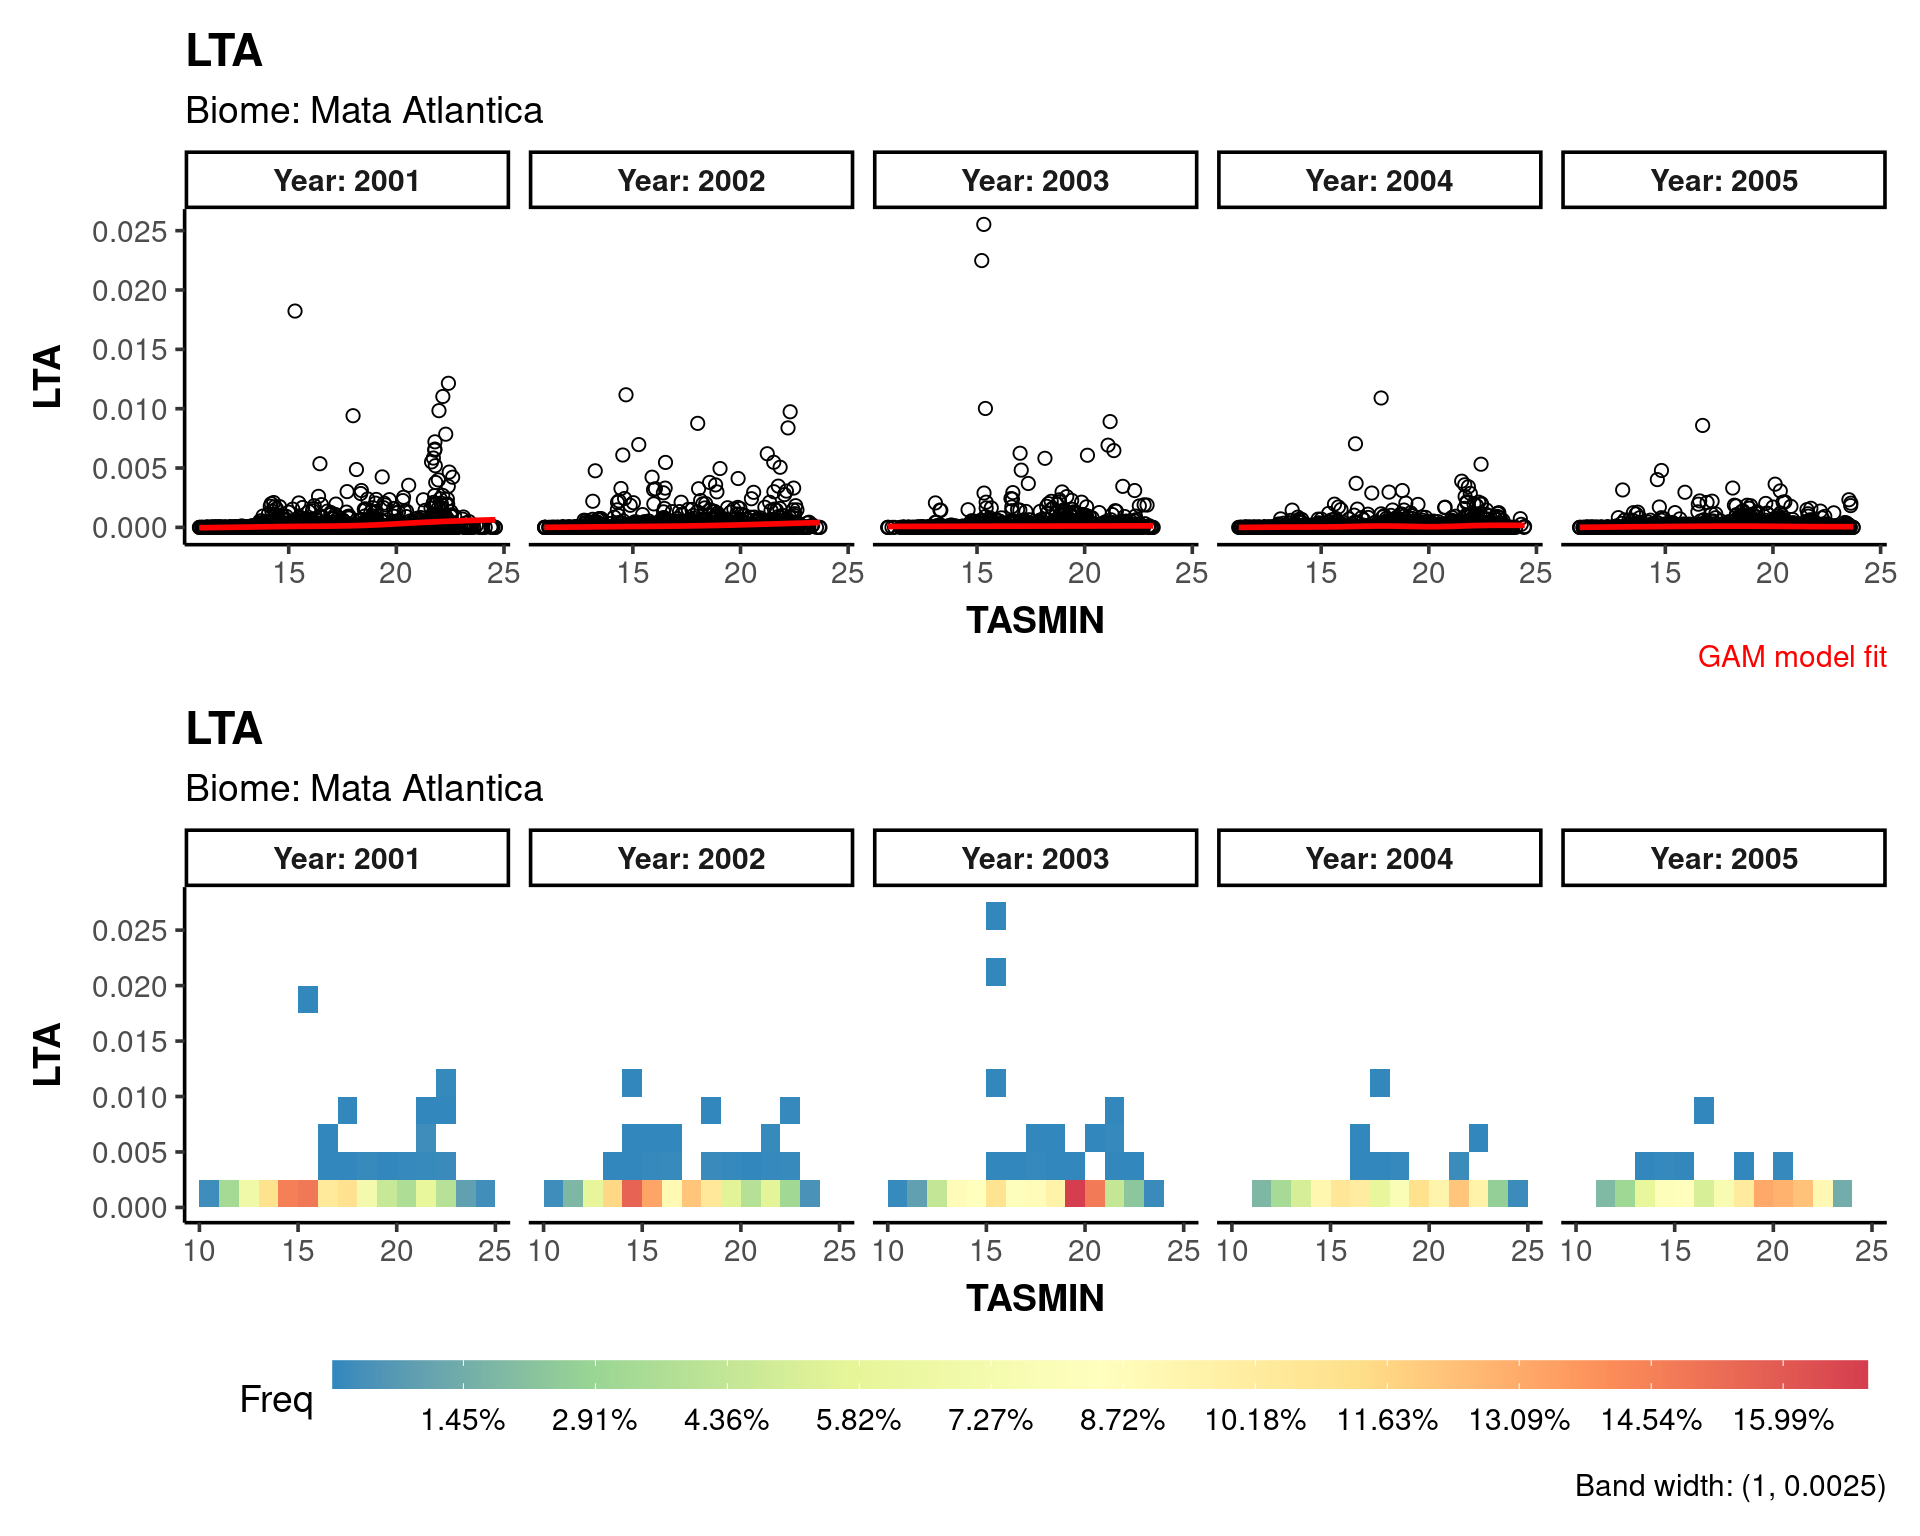 LTA
Biome: Mata Atlantica
Year: 2001 Year: 2002 Year: 2003 Year: 2004 Year: 2005
0.025
0.020
0.015
0.010
0.005
0.000
LTA
15 20 25 15 20 25 15 20 25 15 20 25 15 20 25
TASMIN
GAM model fit
LTA
Biome: Mata Atlantica
Year: 2001 Year: 2002 Year: 2003 Year: 2004 Year: 2005
0.025
0.020
0.015
0.010
0.005
0.000
LTA
10 15 20 25 10 15 20 25 10 15 20 25 10 15 20 25 10 15 20 25
TASMIN
Freq
1.45% 2.91% 4.36% 5.82% 7.27% 8.72% 10.18% 11.63% 13.09% 14.54% 15.99%
Band width: (1, 0.0025)